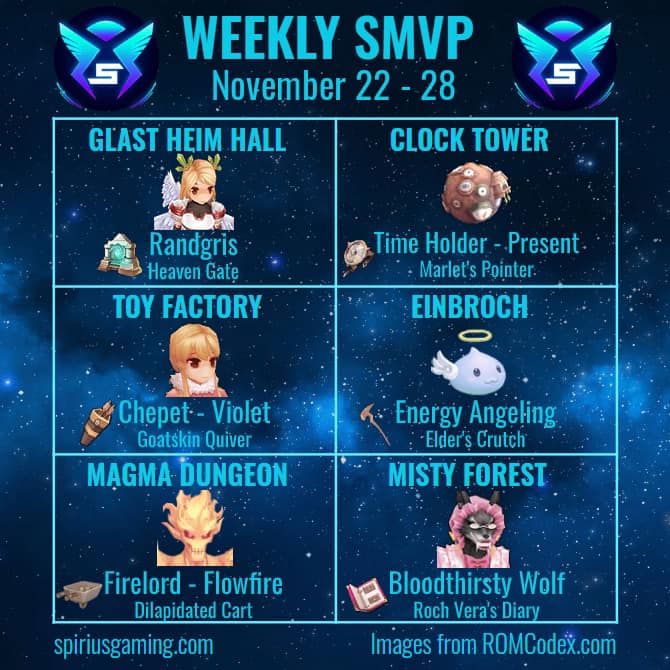 WEEKLY SMVP
November 22 - 28
S
S
GLAST HEIM HALL
Randgris
Heaven Gate
CLOCK TOWER
Time Holder - Present
Marlet's Pointer
TOY FACTORY
Chepet - Violet
Goatskin Quiver
EINBROCH
Energy Angeling
Elder's Crutch
MAGMA DUNGEON
Firelord - Flowfire
Dilapidated Cart
MISTY FOREST
Bloodthirsty Wolf
Roch Vera's Diary
spiriusgaming.com
Images from ROMCodex.com